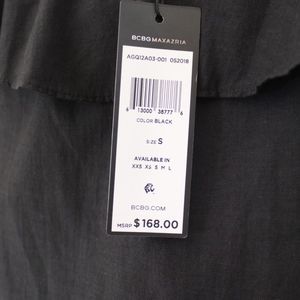 BCBGMAXAZRIA
AGQ12A03-001 052018
6 13000 38777 6
COLOR BLACK
SIZE S
AVAILABLE IN
XXS XS S M L
BCBG.COM
MSRP $168.00